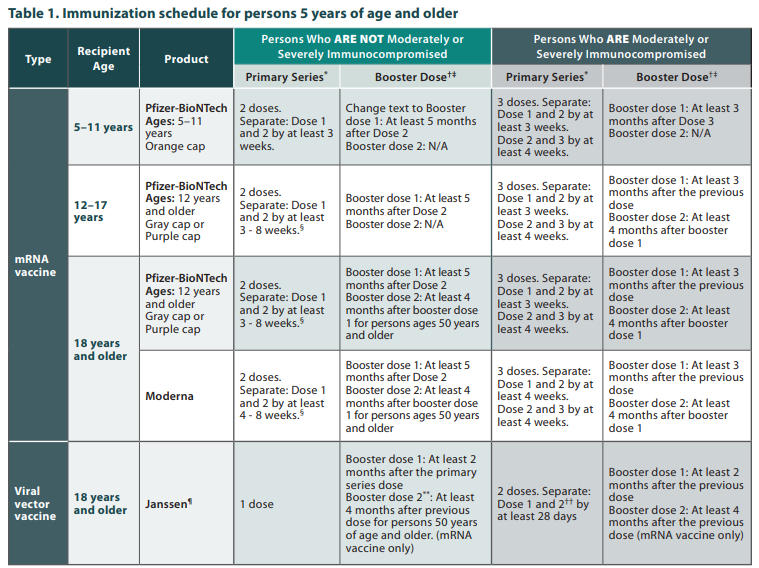 Table 1. Immunization schedule for persons 5 years of age and older
Type
Recipient
Age
Product
Persons Who ARE NOT Moderately or
Severely Immunocompromised
Persons Who ARE Moderately or
Severely Immunocompromised
Primary Series*
Booster Dose†‡
Primary Series*
Booster Dose†‡
mRNA
vaccine
5–11 years
Pfizer-BioNTech
Ages: 5–11
years
Orange cap
2 doses.
Separate: Dose 1
and 2 by at least 3
weeks.
Change text to Booster
dose 1: At least 5 months
after Dose 2
Booster dose 2: N/A
3 doses. Separate:
Dose 1 and 2 by at
least 3 weeks.
Dose 2 and 3 by at
least 4 weeks.
Booster dose 1: At least 3
months after Dose 3
Booster dose 2: N/A
12–17
years
Pfizer-BioNTech
Ages: 12 years
and older
Gray cap or
Purple cap
2 doses.
Separate: Dose 1
and 2 by at least
3 - 8 weeks.§
Booster dose 1: At least 5
months after Dose 2
Booster dose 2: N/A
3 doses. Separate:
Dose 1 and 2 by at
least 3 weeks.
Dose 2 and 3 by at
least 4 weeks.
Booster dose 1: At least 3
months after the previous
dose
Booster dose 2: At least
4 months after booster
dose 1
18 years
and older
Pfizer-BioNTech
Ages: 12 years
and older
Gray cap or
Purple cap
2 doses.
Separate: Dose 1
and 2 by at least
3 - 8 weeks.§
Booster dose 1: At least 5
months after Dose 2
Booster dose 2: At least 4
months after booster dose
1 for persons ages 50 years
and older
3 doses. Separate:
Dose 1 and 2 by at
least 3 weeks.
Dose 2 and 3 by at
least 4 weeks.
Booster dose 1: At least 3
months after the previous
dose
Booster dose 2: At least
4 months after booster dose
1
Moderna
2 doses.
Separate: Dose 1
and 2 by at least
4 - 8 weeks.§
Booster dose 1: At least 5
months after Dose 2
Booster dose 2: At least 4
months after booster dose
1 for persons ages 50 years
and older
3 doses. Separate:
Dose 1 and 2 by at
least 4 weeks.
Dose 2 and 3 by at
least 4 weeks.
Booster dose 1: At least 3
months after the previous
dose
Booster dose 2: At least
4 months after booster
dose 1
Viral
vector
vaccine
18 years
and older
Janssen¶
1 dose
Booster dose 1: At least 2
months after the primary
series dose
Booster dose 2**: At least
4 months after previous
dose for persons 50 years
of age and older. (mRNA
vaccine only)
2 doses. Separate:
Dose 1 and 2†† by
at least 28 days
Booster dose 1: At least 2
months after the previous
dose
Booster dose 2: At least 4
months after the previous
dose (mRNA vaccine only)